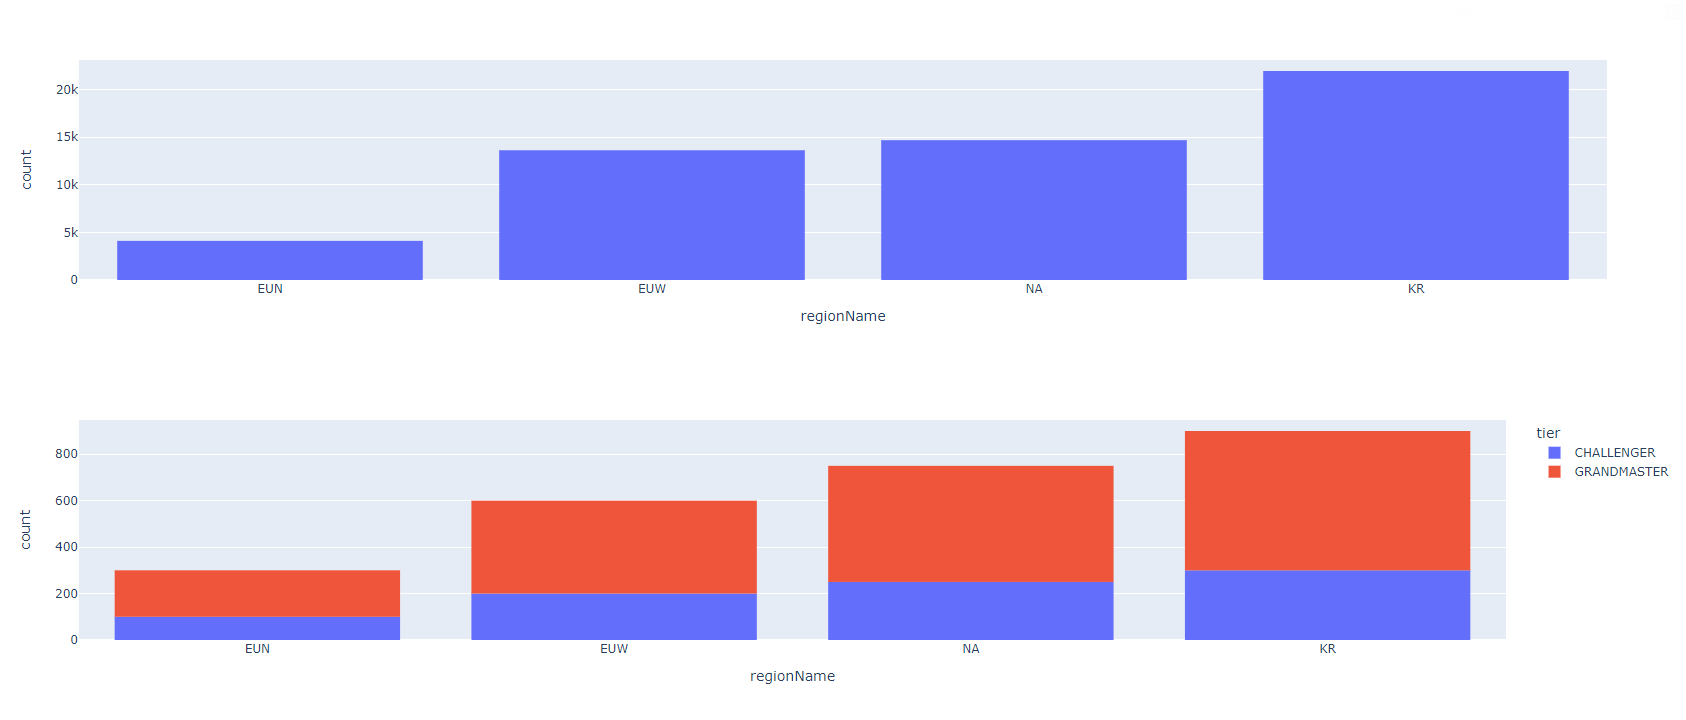 count
20k
15k
10k
5k
0
EUN EUW NA KR
regionName
count
800
600
400
200
0
EUN EUW NA KR
regionName
tier
CHALLENGER
GRANDMASTER